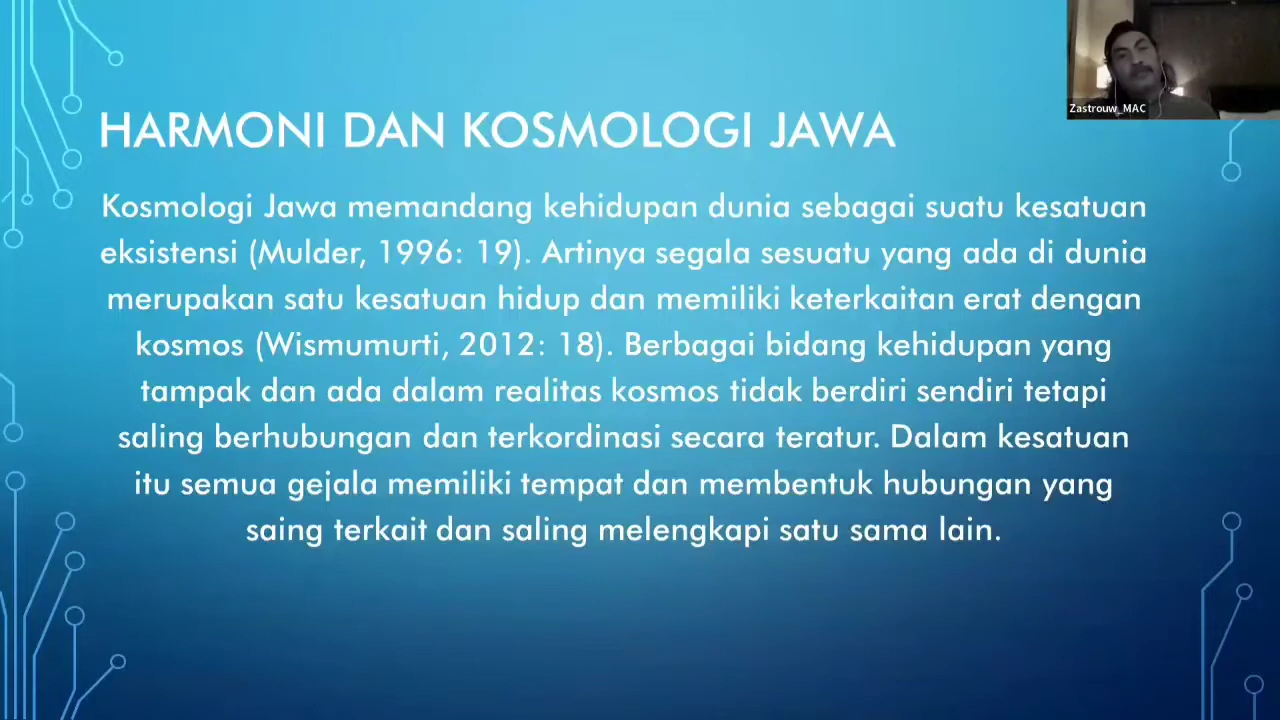 Zastrouw_MAC
HARMONI DAN KOSMOLOGI JAWA
Kosmologi Jawa memandang kehidupan dunia sebagai suatu kesatuan
eksistensi (Mulder, 1996: 19). Artinya segala sesuatu yang ada di dunia
merupakan satu kesatuan hidup dan memiliki keterkaitan erat dengan
kosmos (Wismumurti, 2012: 18). Berbagai bidang kehidupan yang
tampak dan ada dalam realitas kosmos tidak berdiri sendiri tetapi
saling berhubungan dan terkordinasi secara teratur. Dalam kesatuan
itu semua gejala memiliki tempat dan membentuk hubungan yang
saing terkait dan saling melengkapi satu sama lain.